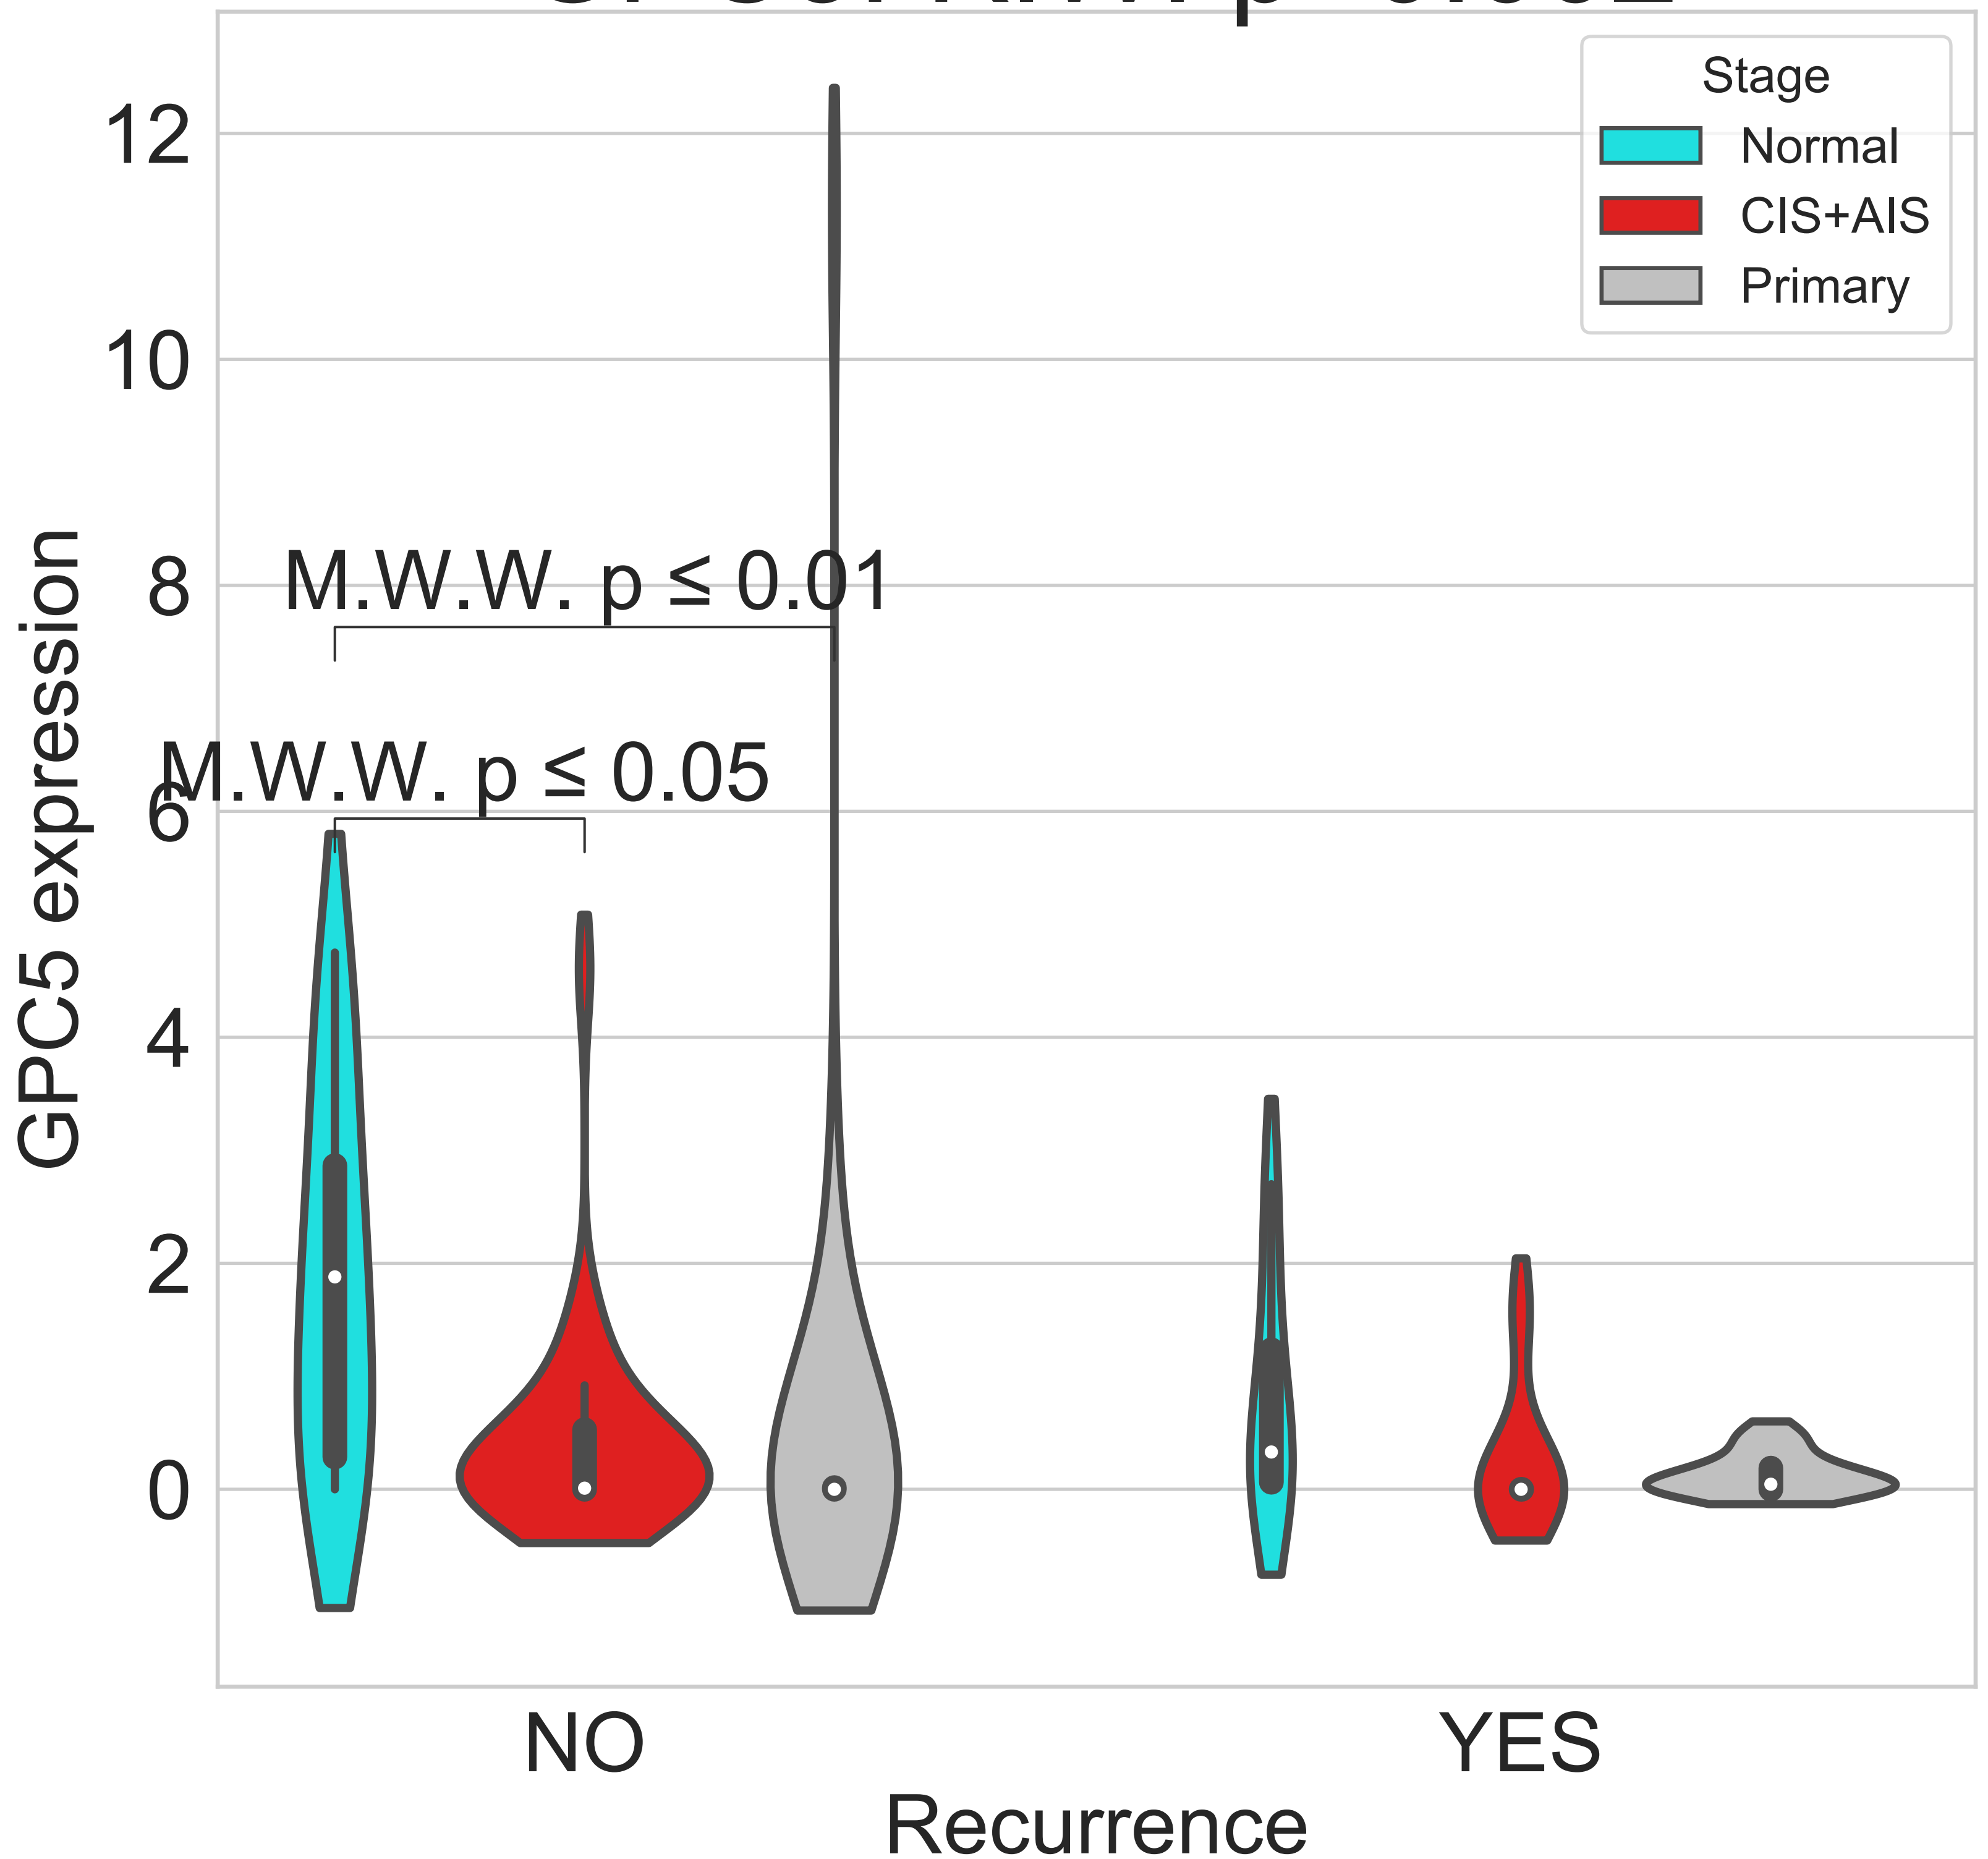 Stage
Normal
CIS+AIS
Primary
12
10
8
6
4
2
0
M.W.W. p ≤ 0.01
M.W.W. p ≤ 0.05
GPC5 expression
NO
YES
Recurrence